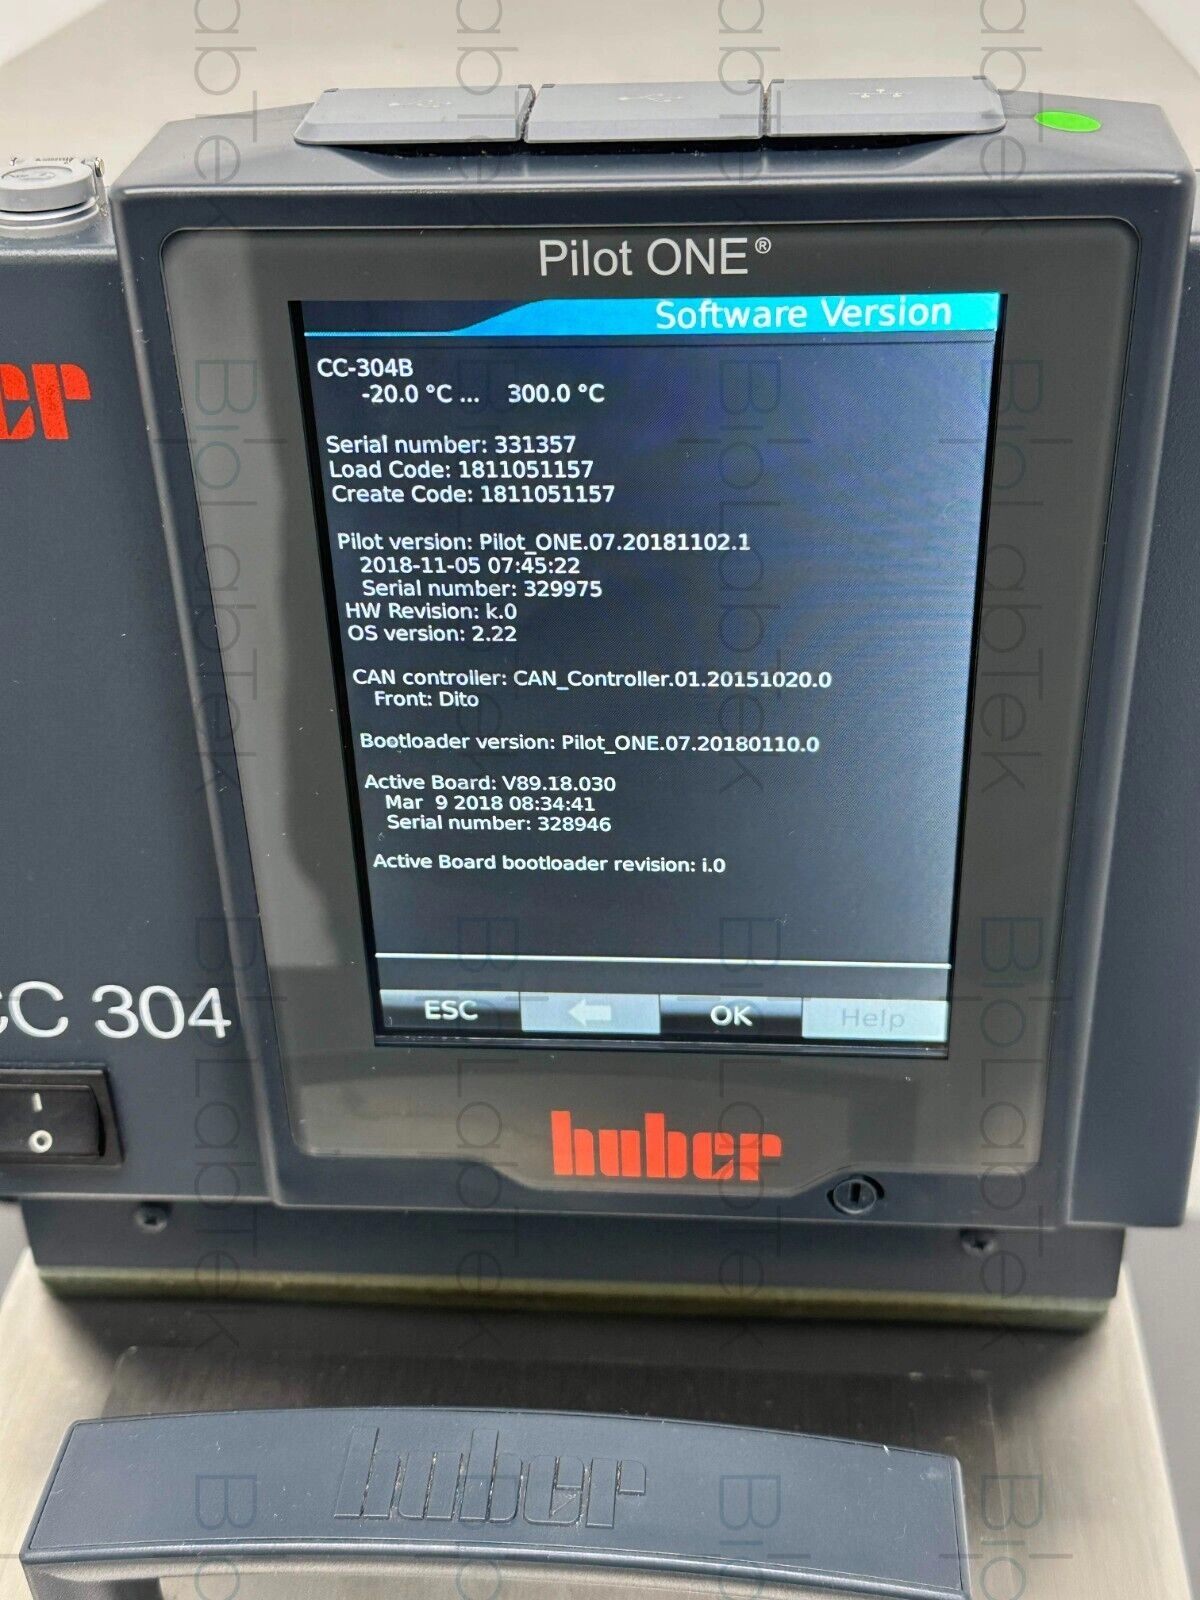 Pilot ONE®
Software Version
CC-304B
-20.0 °C ... 300.0 °C
Serial number: 331357
Load Code: 1811051157
Create Code: 1811051157
Pilot version: Pilot_ONE.07.20181102.1
2018-11-05 07:45:22
Serial number: 329975
HW Revision: k.0
OS version: 2.22
CAN controller: CAN_Controller.01.20151020.0
Front: Dito
Bootloader version: Pilot_ONE.07.20180110.0
Active Board: V89.18.030
Mar 9 2018 08:34:41
Serial number: 328946
Active Board bootloader revision: i.0
ESC OK Help
huber
CC 304
huber
BioLabTek